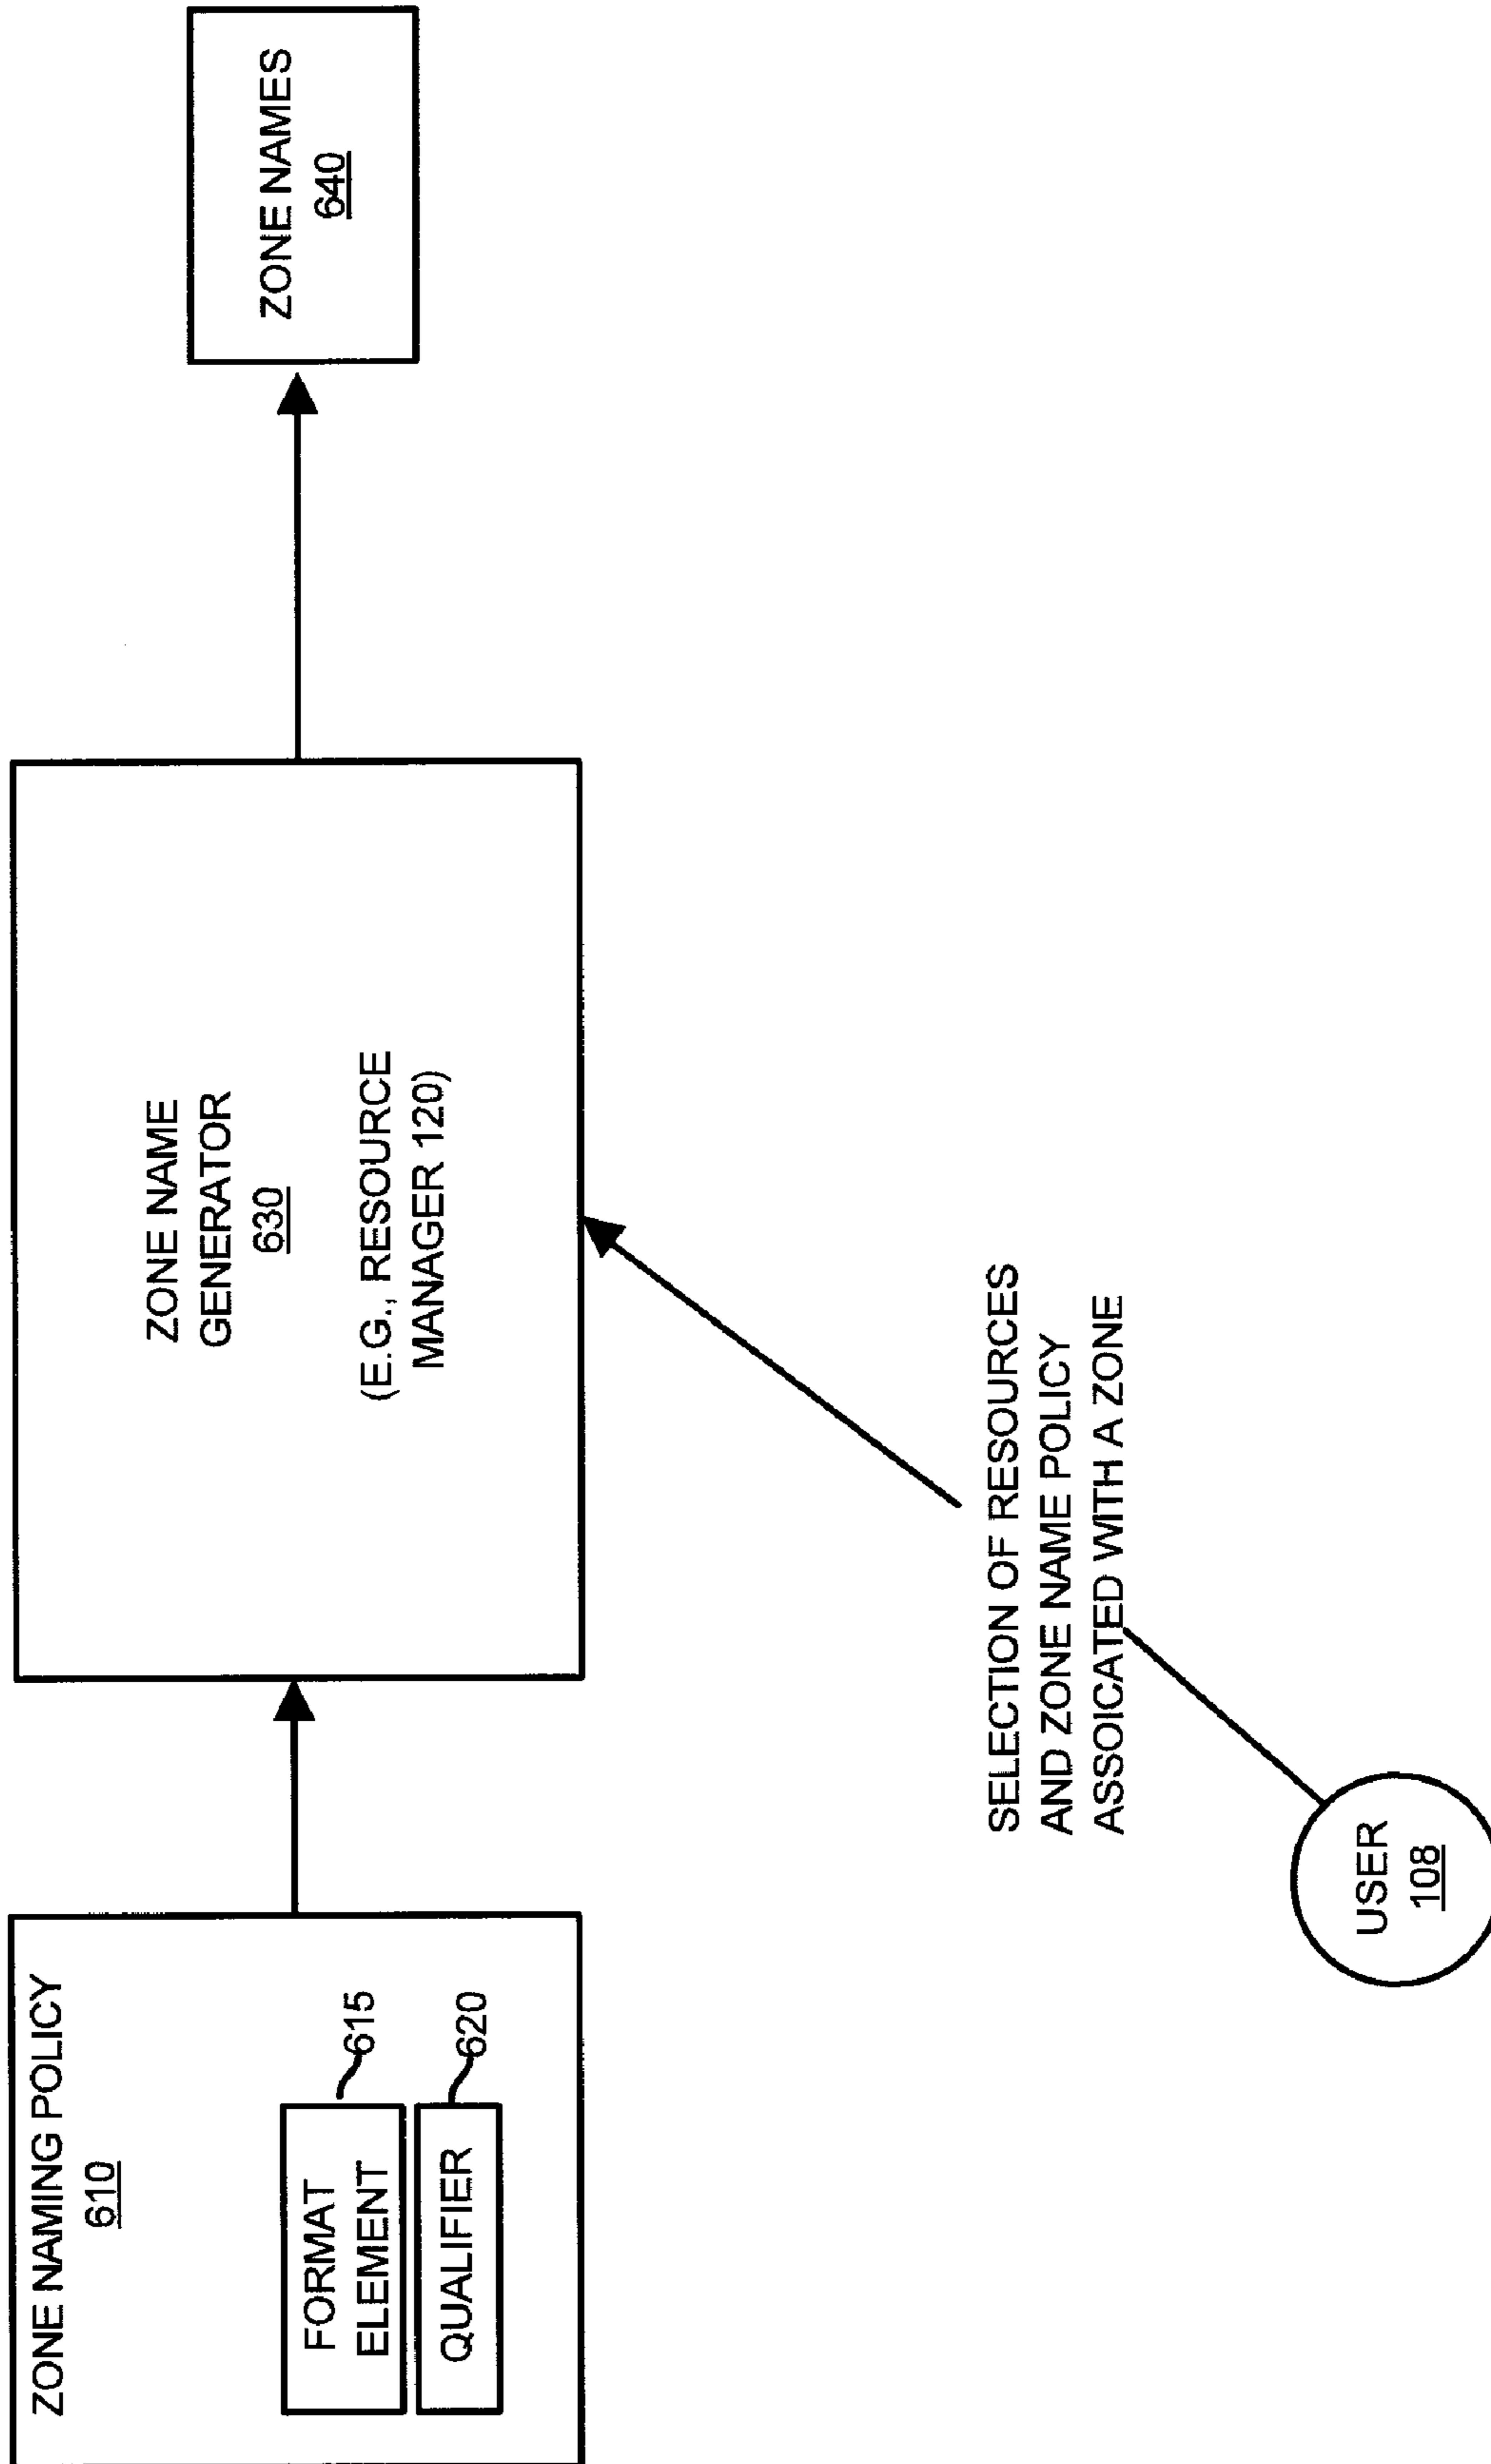 ZONE NAMING POLICY
610
FORMAT
ELEMENT
615
QUALIFIER
620
ZONE NAME
GENERATOR
630
(E.G., RESOURCE
MANAGER 120)
ZONE NAMES
640
SELECTION OF RESOURCES
AND ZONE NAME POLICY
ASSOICATED WITH A ZONE
USER
108